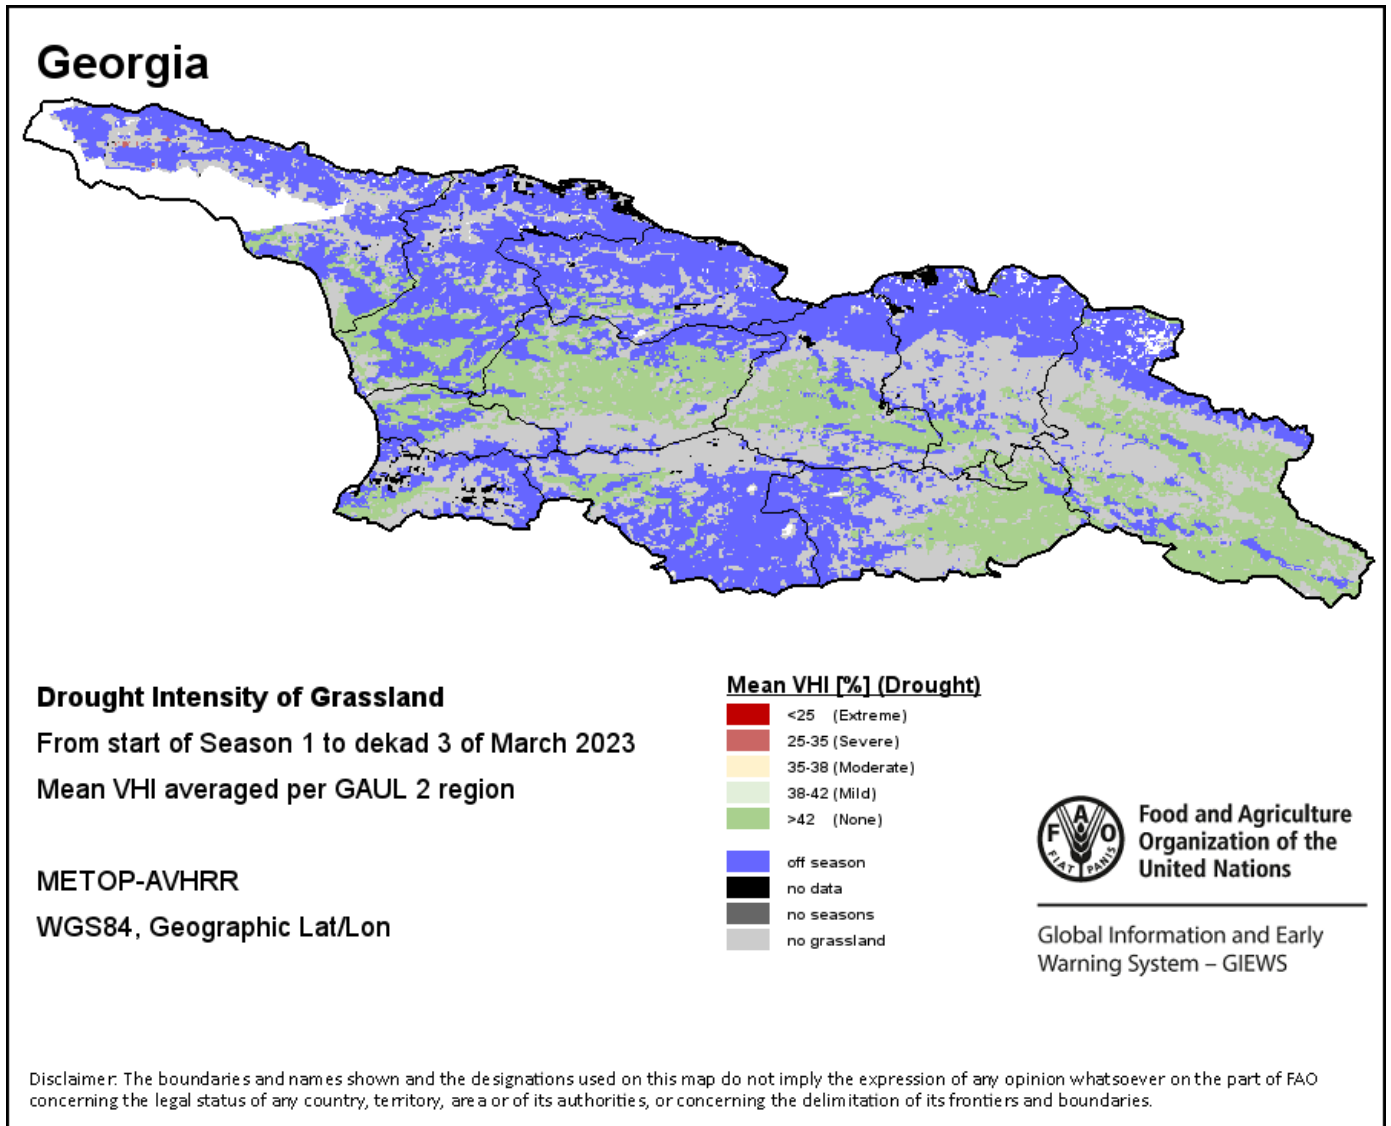 Georgia
Drought Intensity of Grassland
From start of Season 1 to dekad 3 of March 2023
Mean VHI averaged per GAUL 2 region
METOP-AVHRR
WGS84, Geographic Lat/Lon
Mean VHI [%] (Drought)
<25 (Extreme)
25-35 (Severe)
35-38 (Moderate)
38-42 (Mild)
>42 (None)
off season
no data
no seasons
no grassland
F A O
FIAT PANIS
Food and Agriculture
Organization of the
United Nations
Global Information and Early
Warning System – GIEWS
Disclaimer: The boundaries and names shown and the designations used on this map do not imply the expression of any opinion whatsoever on the part of FAO
concerning the legal status of any country, territory, area or of its authorities, or concerning the delimitation of its frontiers and boundaries.